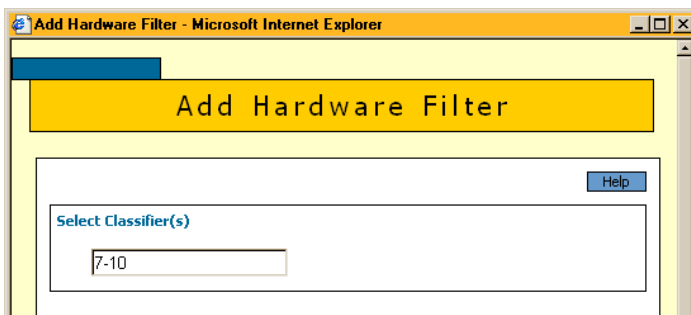 Add Hardware Filter - Microsoft Internet Explorer
Add Hardware Filter
Help
Select Classifier(s)
7-10